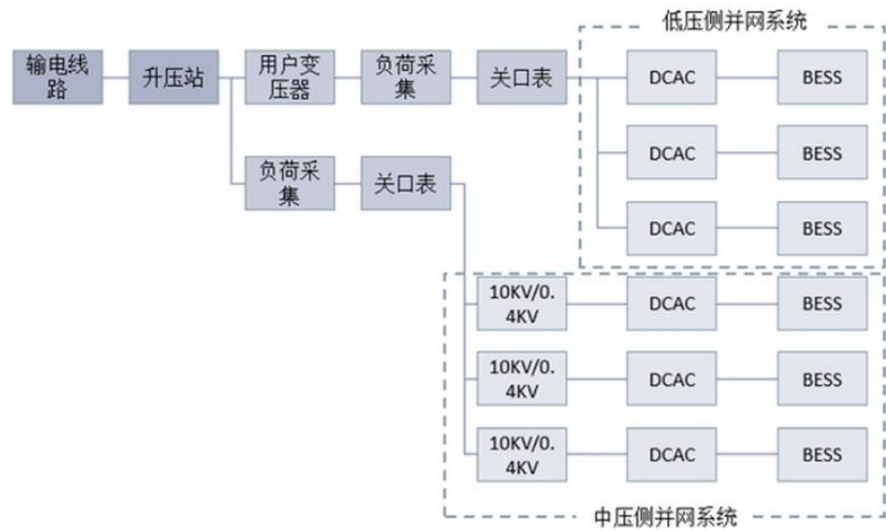 低压侧并网系统
输电线
路
升压站
用户变
压器
负荷采
集
关口表
DCAC
BESS
DCAC
BESS
负荷采
集
关口表
DCAC
BESS
10KV/0.
4KV
DCAC
BESS
10KV/0.
4KV
DCAC
BESS
10KV/0.
4KV
DCAC
BESS
中压侧并网系统